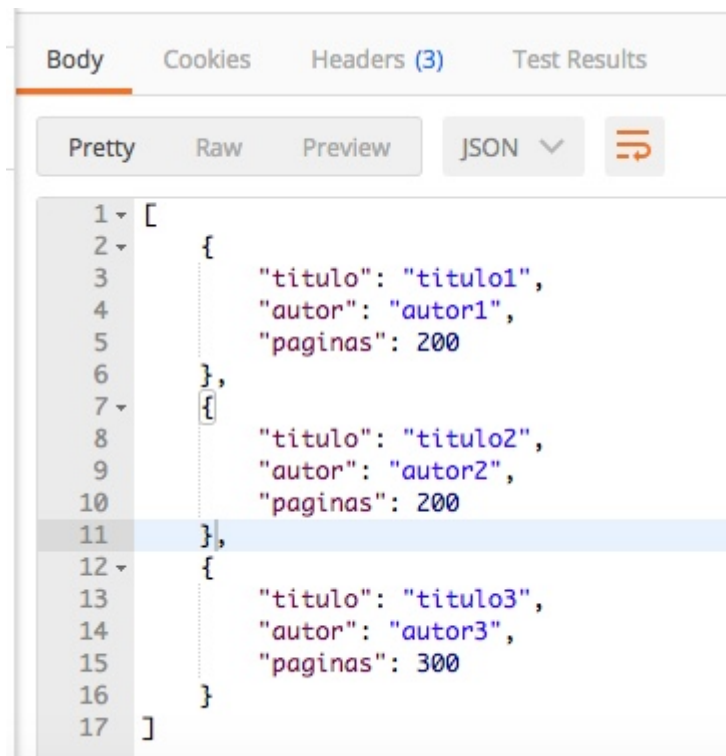 Body Cookies Headers (3) Test Results
Pretty Raw Preview JSON
1 [
2 {
3 "titulo": "titulo1",
4 "autor": "autor1",
5 "paginas": 200
6 },
7 {
8 "titulo": "titulo2",
9 "autor": "autor2",
10 "paginas": 200
11 },
12 {
13 "titulo": "titulo3",
14 "autor": "autor3",
15 "paginas": 300
16 }
17 ]